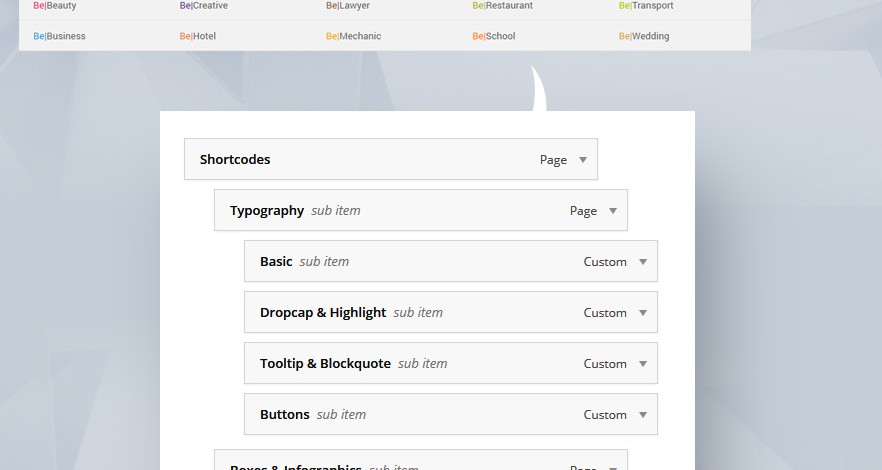 Be|Beauty Be|Creative Be|Lawyer Be|Restaurant Be|Transport
Be|Business Be|Hotel Be|Mechanic Be|School Be|Wedding
Shortcodes Page
Typography sub item Page
Basic sub item Custom
Dropcap & Highlight sub item Custom
Tooltip & Blockquote sub item Custom
Buttons sub item Custom
Boxes & Infographics sub item Page